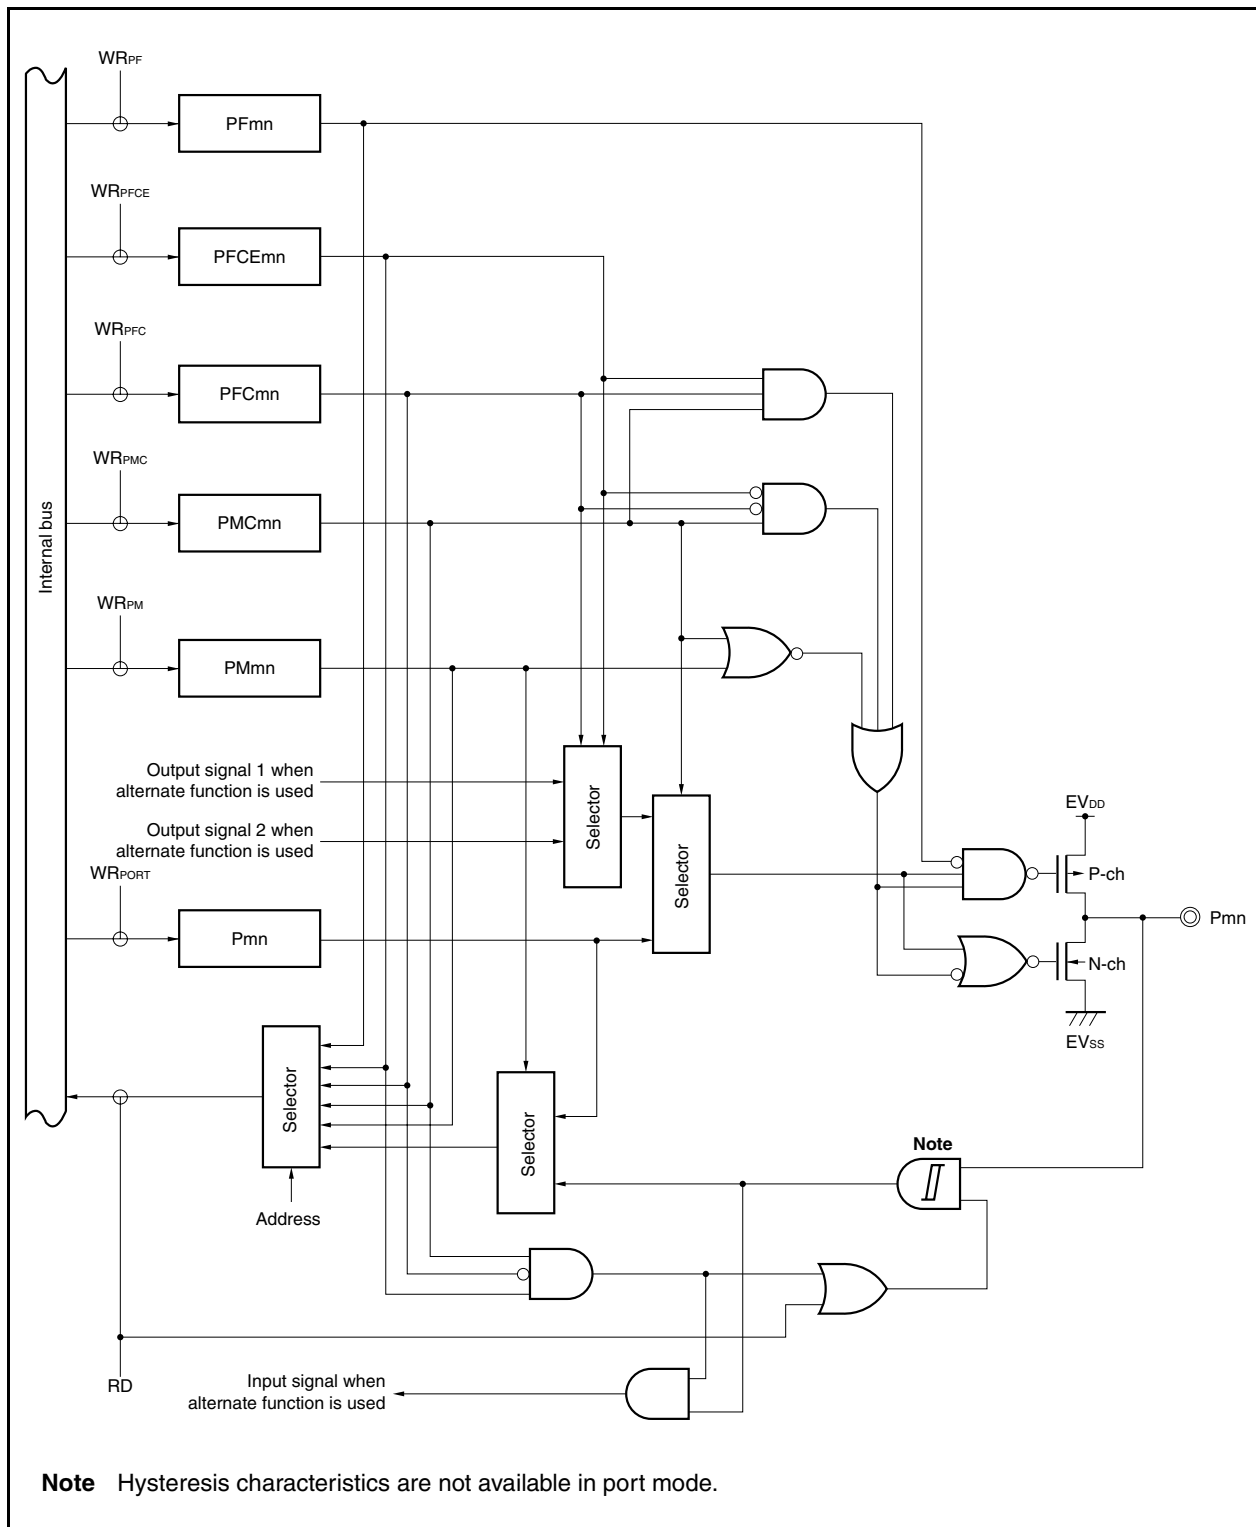 WRPF
PFmn
WRPFCE
PFCEmn
WRPFC
PFCmn
WRPMC
PMCmn
Internal bus
WRPM
PMmn
Output signal 1 when
alternate function is used
Output signal 2 when
alternate function is used
Selector
Selector
WRPORT
Pmn
EVDD
P-ch
Pmn
N-ch
EVSS
Selector
Selector
Note
Address
RD
Input signal when
alternate function is used
Note Hysteresis characteristics are not available in port mode.